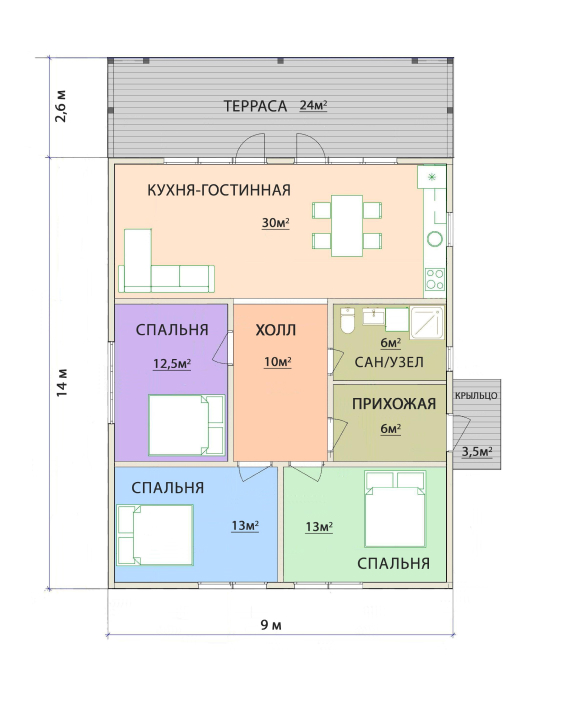 2,6 м
ТЕРРАСА 24м²
КУХНЯ-ГОСТИННАЯ
30м²
СПАЛЬНЯ
12,5м²
ХОЛЛ
10м²
6м²
САН/УЗЕЛ
ПРИХОЖАЯ
6м²
КРЫЛЬЦО
3,5м²
14 м
СПАЛЬНЯ
13м²
13м²
СПАЛЬНЯ
9 м